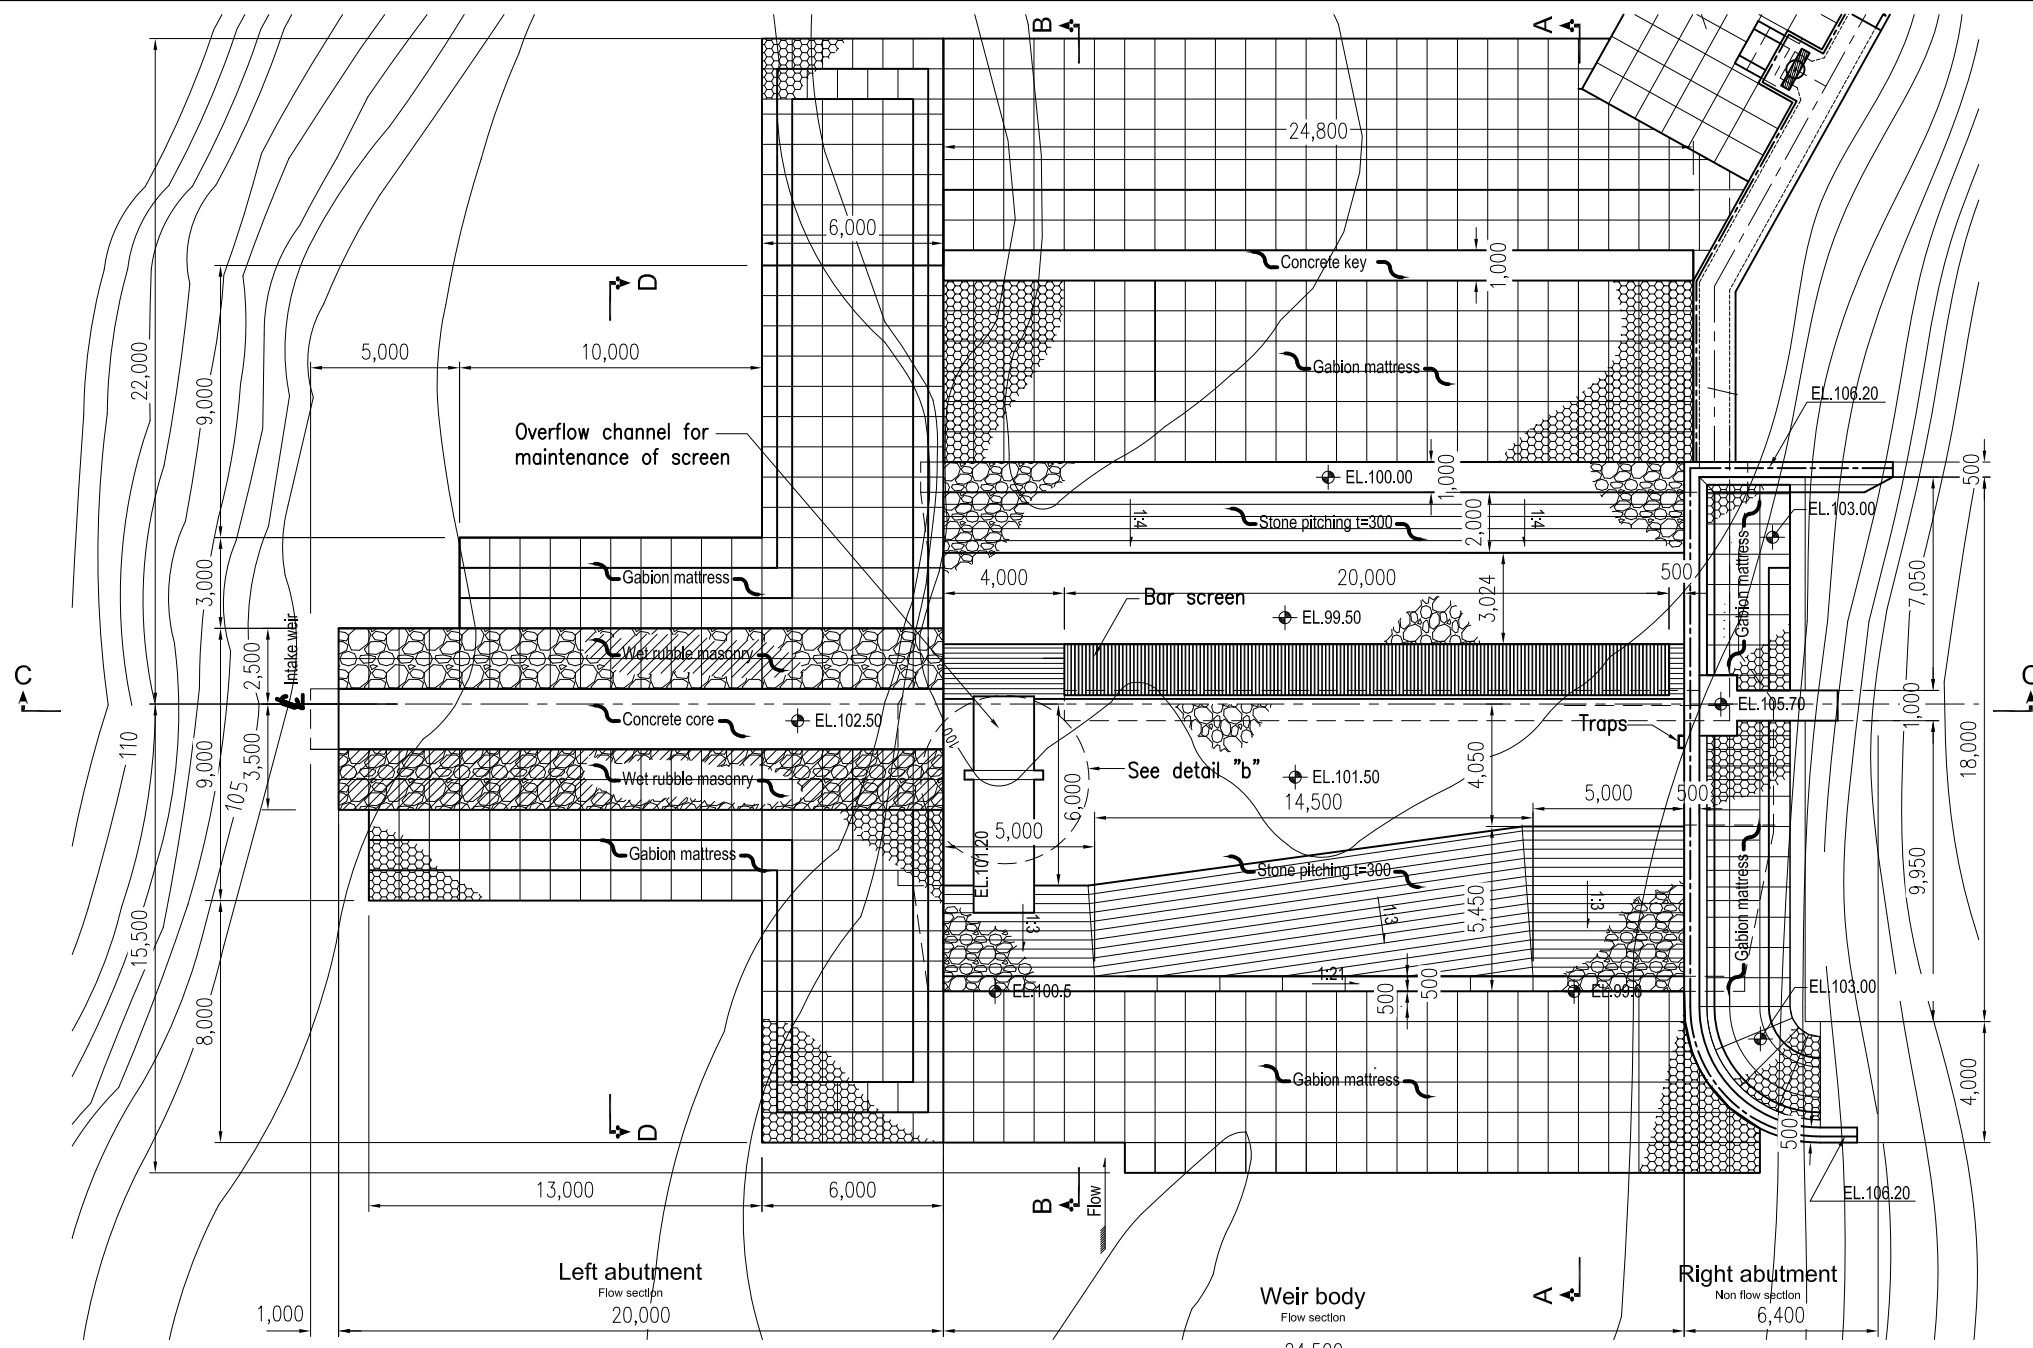 B
A
24,800
22,000
6,000
Concrete key
1,000
D
9,000
5,000
10,000
Gabion mattress
EL.106.20
Overflow channel for
maintenance of screen
EL.100.00
1,000
500
1:4
Stone pitching t=300
1:4
2,000
EL.103.00
3,000
Gabion mattress
4,000
20,000
500
Gabion mattress
7,050
Bar screen
3,024
EL.99.50
Intake weir
2,500
Wet rubble masonry
C
C
Concrete core
EL.102.50
EL.105.70
1,000
Traps
110
9,000
105
3,500
100
See detail "b"
EL.101.50
4,050
18,000
Wet rubble masonry
14,500
5,000
500
6,000
5,000
Gabion mattress
EL.101.20
Stone pitching t=300
Gabion mattress
9,950
15,500
1:3
1:3
1:3
5,450
1:21
500
500
EL.100.5
EL.103.00
8,000
Gabion mattress
4,000
D
500
13,000
6,000
B
Flow
EL.106.20
Left abutment
Flow section
A
Weir body
Flow section
Right abutment
Non flow section
1,000
20,000
6,400